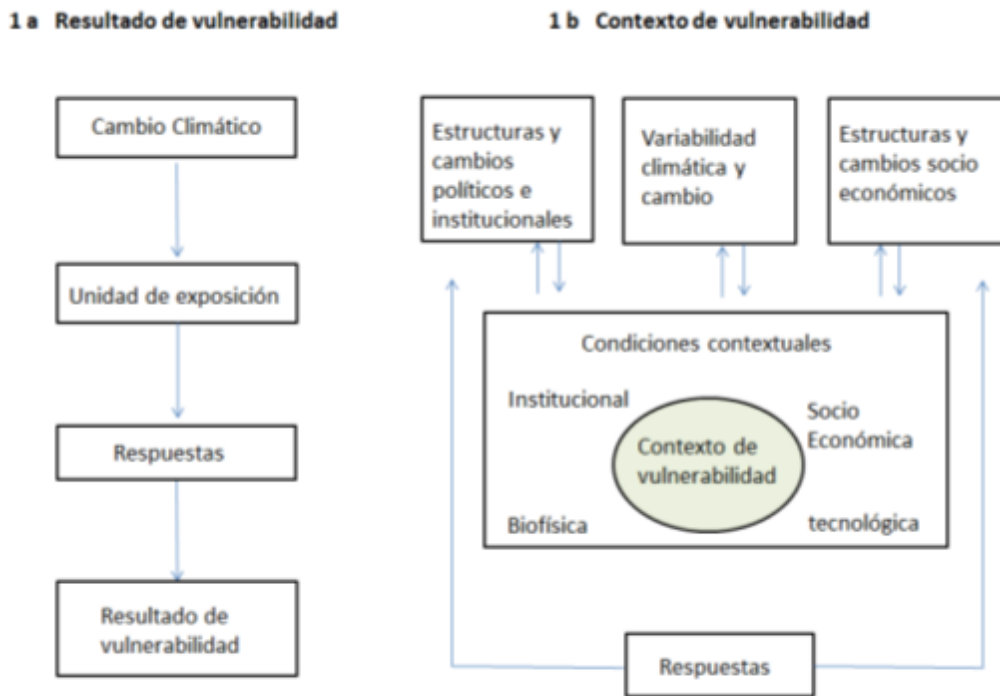 1 a Resultado de vulnerabilidad
Cambio Climático
Unidad de exposición
Respuestas
Resultado de
vulnerabilidad
1 b Contexto de vulnerabilidad
Estructuras y
cambios
políticos e
institucionales
Variabilidad
climática y
cambio
Estructuras y
cambios socio
económicos
Condiciones contextuales
Institucional
Socio
Económica
Contexto de
vulnerabilidad
Biofísica
tecnológica
Respuestas